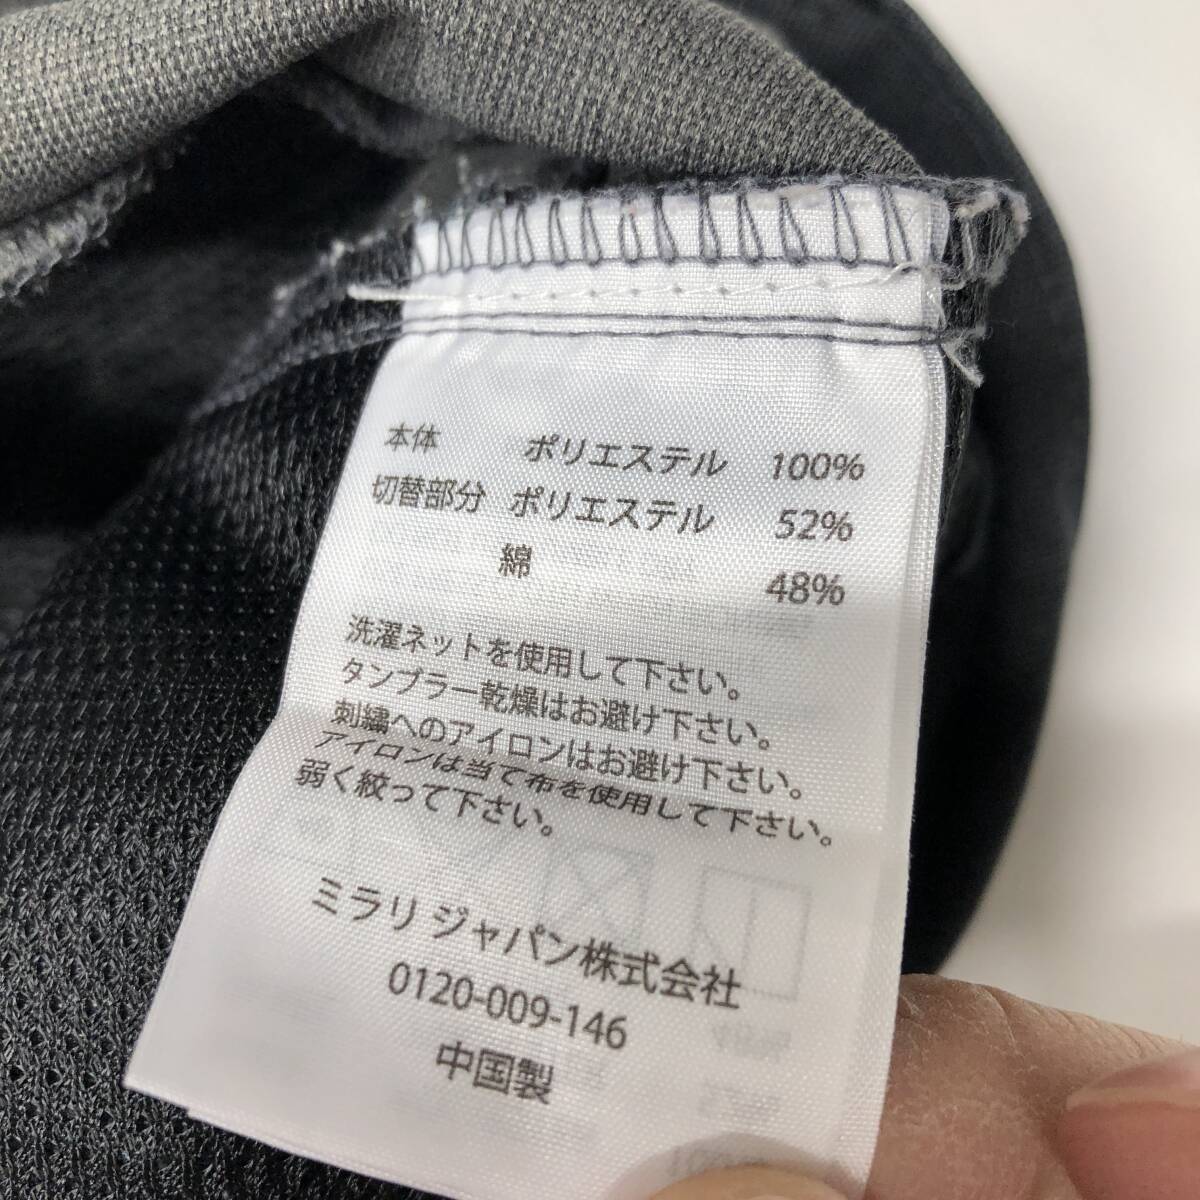 本体 ポリエステル 100%
切替部分 ポリエステル 52%
綿 48%
洗濯ネットを使用して下さい。
タンブラー乾燥はお避け下さい。
刺繍へのアイロンはお避け下さい。
アイロンは当て布を使用して下さい。
弱く絞って下さい。
ミラリ ジャパン株式会社
0120-009-146
中国製